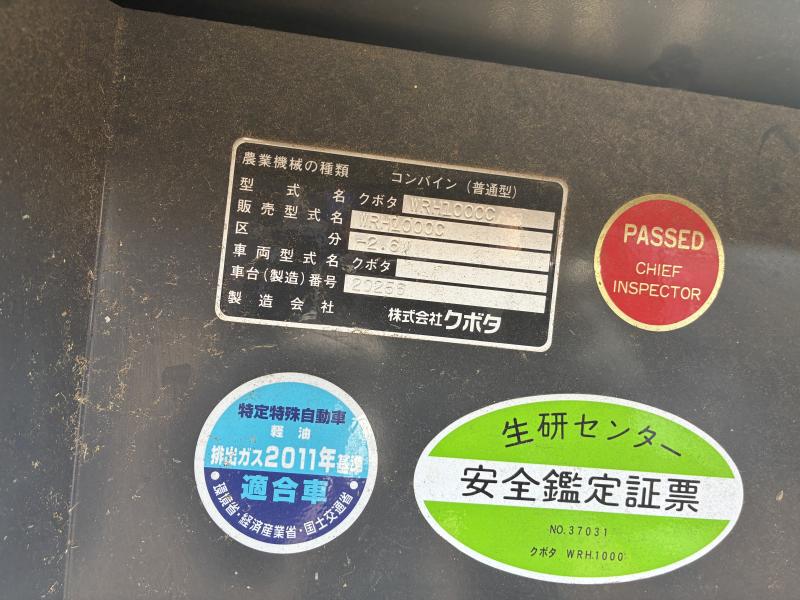 農業機械の種類 コンバイン(普通型)
型式名 クボタ WRH1000C
販売型式名 WRH1000C
区分 -2.6W
車両型式名 クボタ
車台(製造)番号 20256
製造会社 株式会社クボタ
PASSED
CHIEF
INSPECTOR
特定特殊自動車
軽油
排出ガス2011年基準
適合車
・環境省・経済産業省・国土交通省・
生研センター
安全鑑定証票
NO.37031
クボタ WRH.1000